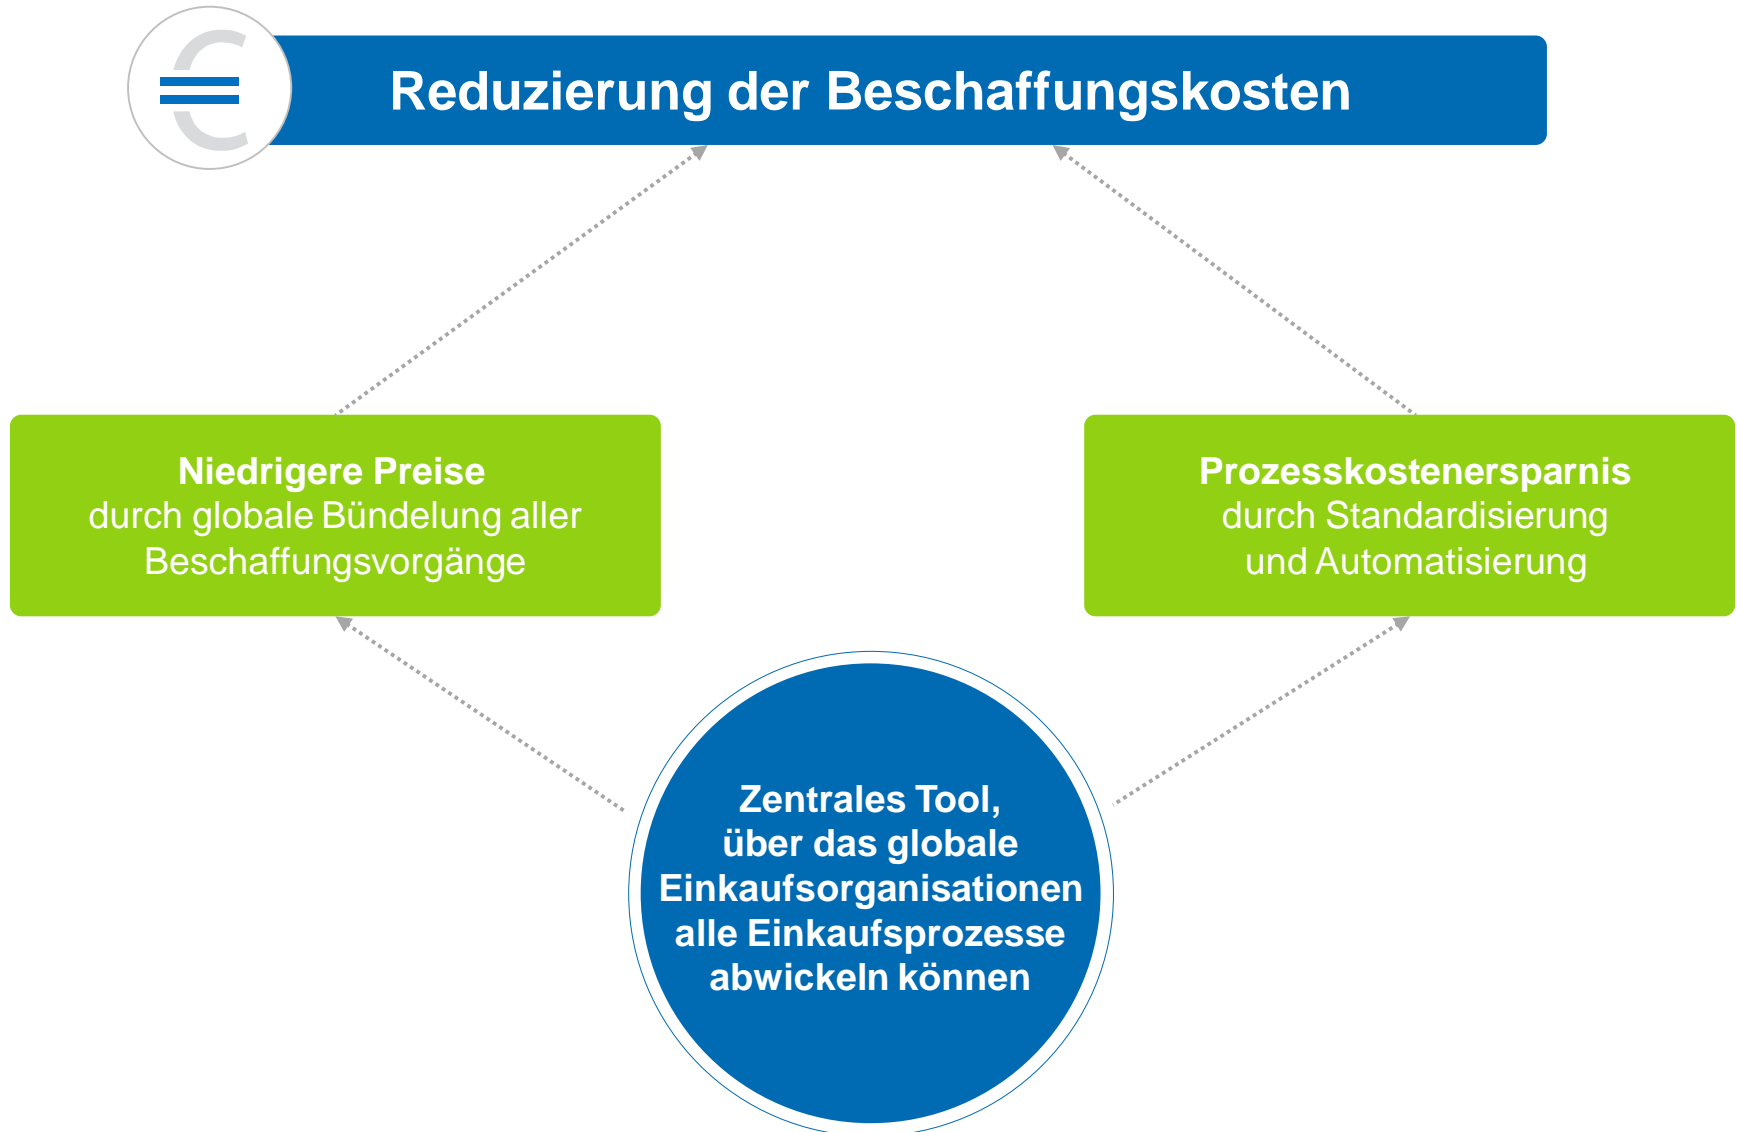 €
Reduzierung der Beschaffungskosten
Niedrigere Preise
durch globale Bündelung aller
Beschaffungsvorgänge
Prozesskostenersparnis
durch Standardisierung
und Automatisierung
Zentrales Tool,
über das globale
Einkaufsorganisationen
alle Einkaufsprozesse
abwickeln können